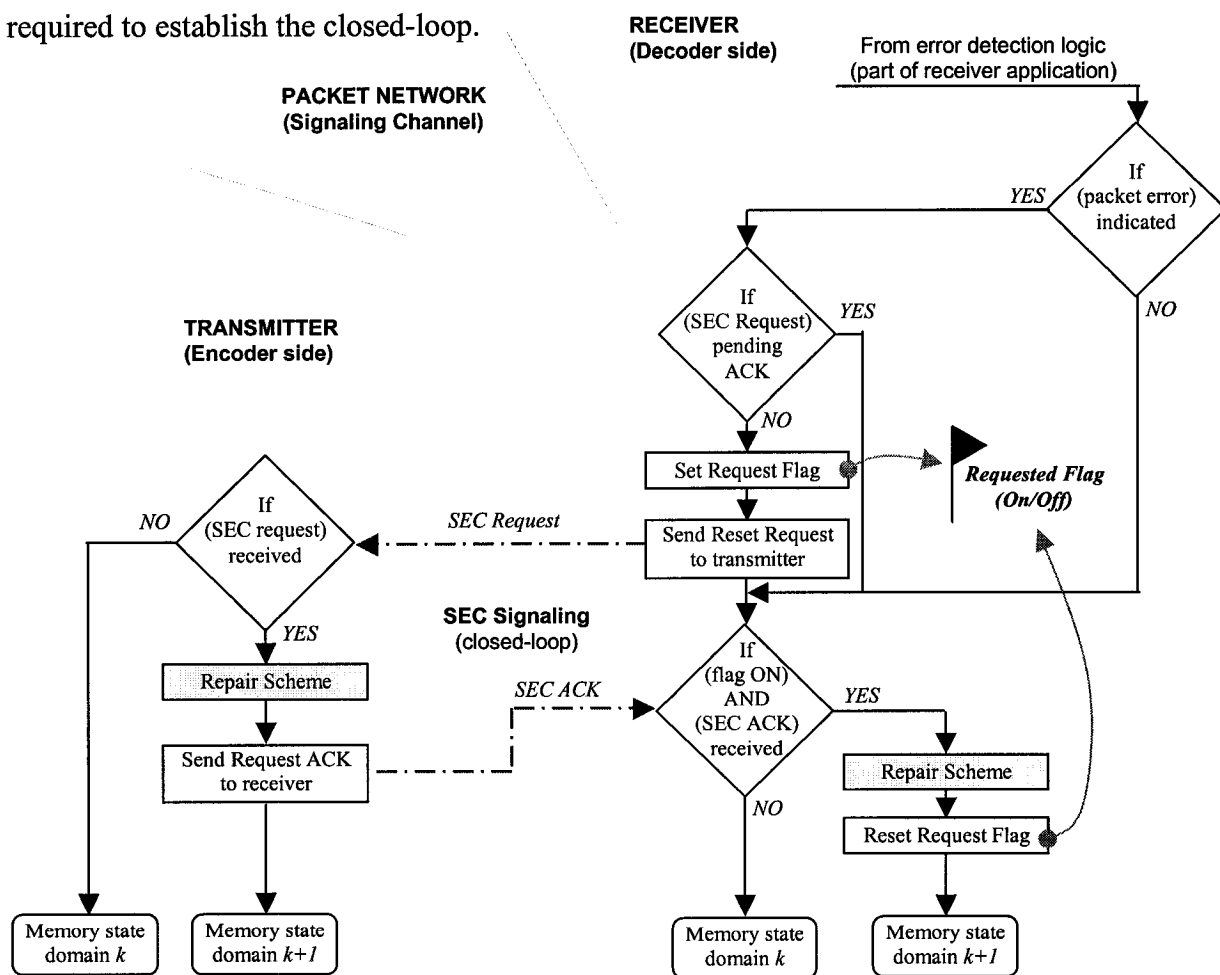 required to establish the closed-loop.
RECEIVER
(Decoder side)
From error detection logic
(part of receiver application)
PACKET NETWORK
(Signaling Channel)
If
(packet error)
indicated
YES
NO
If
(SEC Request)
pending
ACK
YES
NO
TRANSMITTER
(Encoder side)
Set Request Flag
Requested Flag
(On/Off)
If
(SEC request)
received
NO
YES
SEC Request
Send Reset Request
to transmitter
SEC Signaling
(closed-loop)
If
(flag ON)
AND
(SEC ACK)
received
YES
NO
Repair Scheme
SEC ACK
Send Request ACK
to receiver
Repair Scheme
Reset Request Flag
Memory state
domain k
Memory state
domain k+1
Memory state
domain k
Memory state
domain k+1